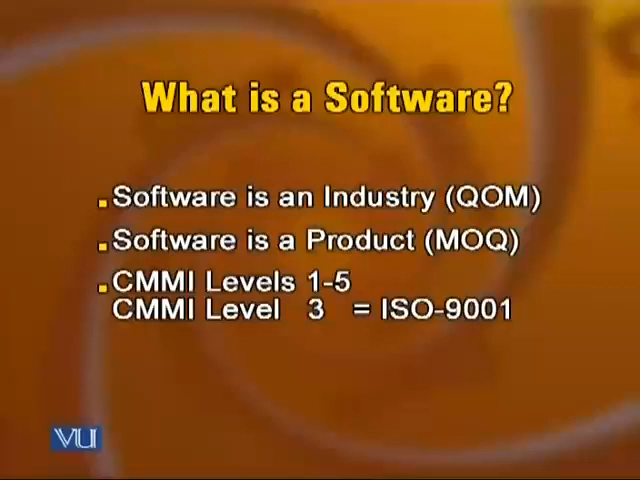 What is a Software?
Software is an Industry (QOM)
Software is a Product (MOQ)
CMMI Levels 1-5
CMMI Level 3 = ISO-9001
VU